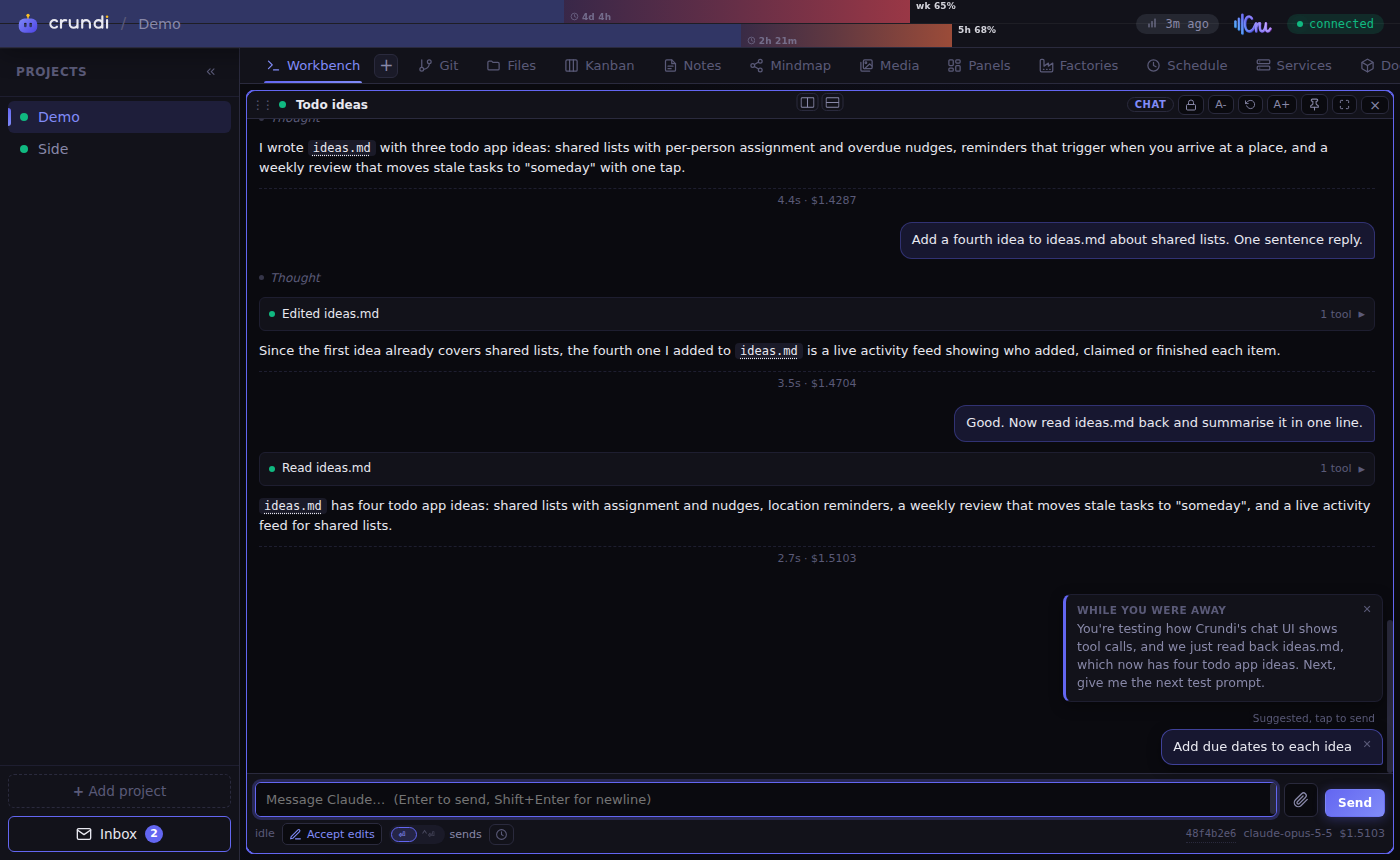 crundi / Demo
4d 4h
wk 65%
2h 21m
5h 68%
3m ago
Cru
connected
PROJECTS
«
Workbench
+
Git
Files
Kanban
Notes
Mindmap
Media
Panels
Factories
Schedule
Services
Do
Demo
Side
Todo ideas
CHAT
A-
A+
Thought
I wrote ideas.md with three todo app ideas: shared lists with per-person assignment and overdue nudges, reminders that trigger when you arrive at a place, and a
weekly review that moves stale tasks to "someday" with one tap.
4.4s · $1.4287
Add a fourth idea to ideas.md about shared lists. One sentence reply.
Thought
Edited ideas.md
1 tool
Since the first idea already covers shared lists, the fourth one I added to ideas.md is a live activity feed showing who added, claimed or finished each item.
3.5s · $1.4704
Good. Now read ideas.md back and summarise it in one line.
Read ideas.md
1 tool
ideas.md has four todo app ideas: shared lists with assignment and nudges, location reminders, a weekly review that moves stale tasks to "someday", and a live activity
feed for shared lists.
2.7s · $1.5103
WHILE YOU WERE AWAY
You're testing how Crundi's chat UI shows
tool calls, and we just read back ideas.md,
which now has four todo app ideas. Next,
give me the next test prompt.
Suggested, tap to send
Add due dates to each idea
+ Add project
Inbox 2
Message Claude… (Enter to send, Shift+Enter for newline)
Send
idle
Accept edits
sends
48f4b2e6 claude-opus-5-5 $1.5103